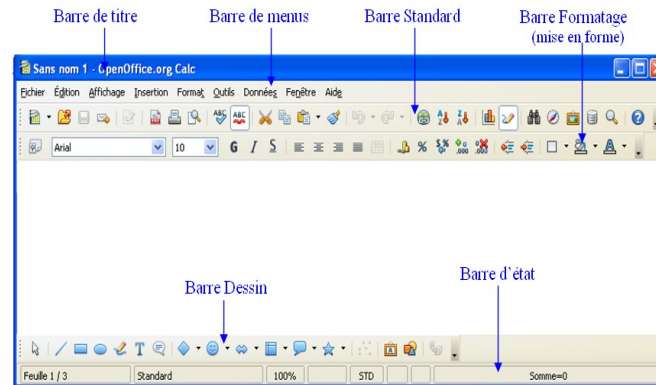 Barre de titre Barre de menus Barre Standard Barre Formatage
(mise en forme)
Sans nom 1 - OpenOffice.org Calc
Fichier Édition Affichage Insertion Format Outils Données Fenêtre Aide
Arial 10 G I S
Barre d'état
Barre Dessin
Feuille 1 / 3 Standard 100% STD Somme=0